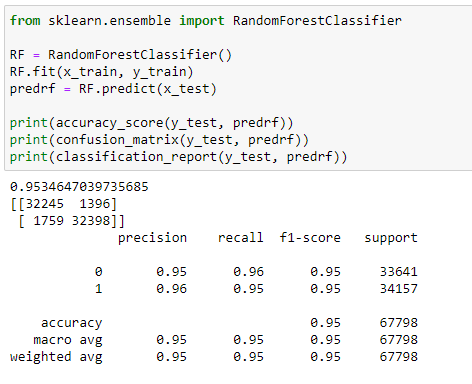 from sklearn.ensemble import RandomForestClassifier
RF = RandomForestClassifier()
RF.fit(x_train, y_train)
predrf = RF.predict(x_test)
print(accuracy_score(y_test, predrf))
print(confusion_matrix(y_test, predrf))
print(classification_report(y_test, predrf))
0.9534647039735685
[[32245  1396]
 [ 1759 32398]]
              precision    recall  f1-score   support
           0       0.95      0.96      0.95     33641
           1       0.96      0.95      0.95     34157
    accuracy                           0.95     67798
   macro avg       0.95      0.95      0.95     67798
weighted avg       0.95      0.95      0.95     67798